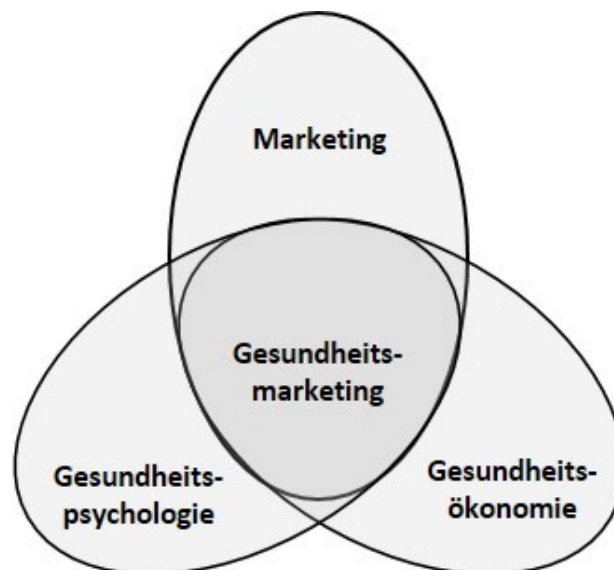 Marketing
Gesundheits-
marketing
Gesundheits-
psychologie
Gesundheits-
ökonomie